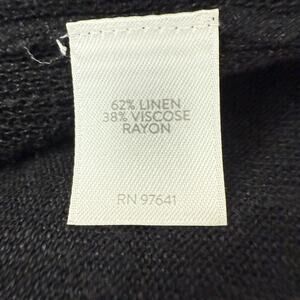 62% LINEN
38% VISCOSE
RAYON
RN 97641